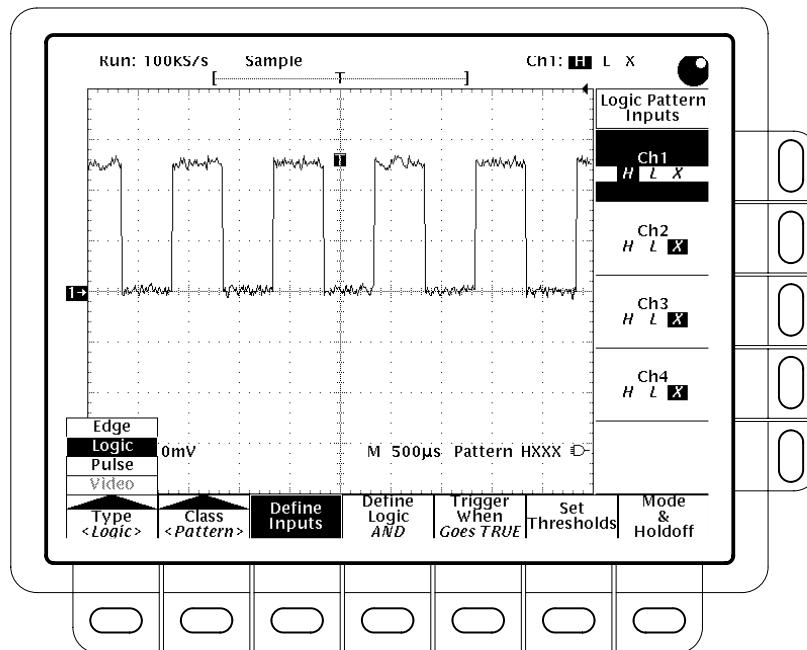 Run: 100kS/s Sample Ch1: H L X
[ T ]
Logic Pattern
Inputs
Ch1
H L X
T
Ch2
H L X
1→
Ch3
H L X
Ch4
H L X
Edge
Logic
0mV M 500µs Pattern HXXX
Pulse
Video
Type
<Logic>
Class
<Pattern>
Define
Inputs
Define
Logic
AND
Trigger
When
Goes TRUE
Set
Thresholds
Mode
&
Holdoff